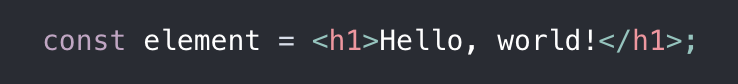 const element = <h1>Hello, world!</h1>;